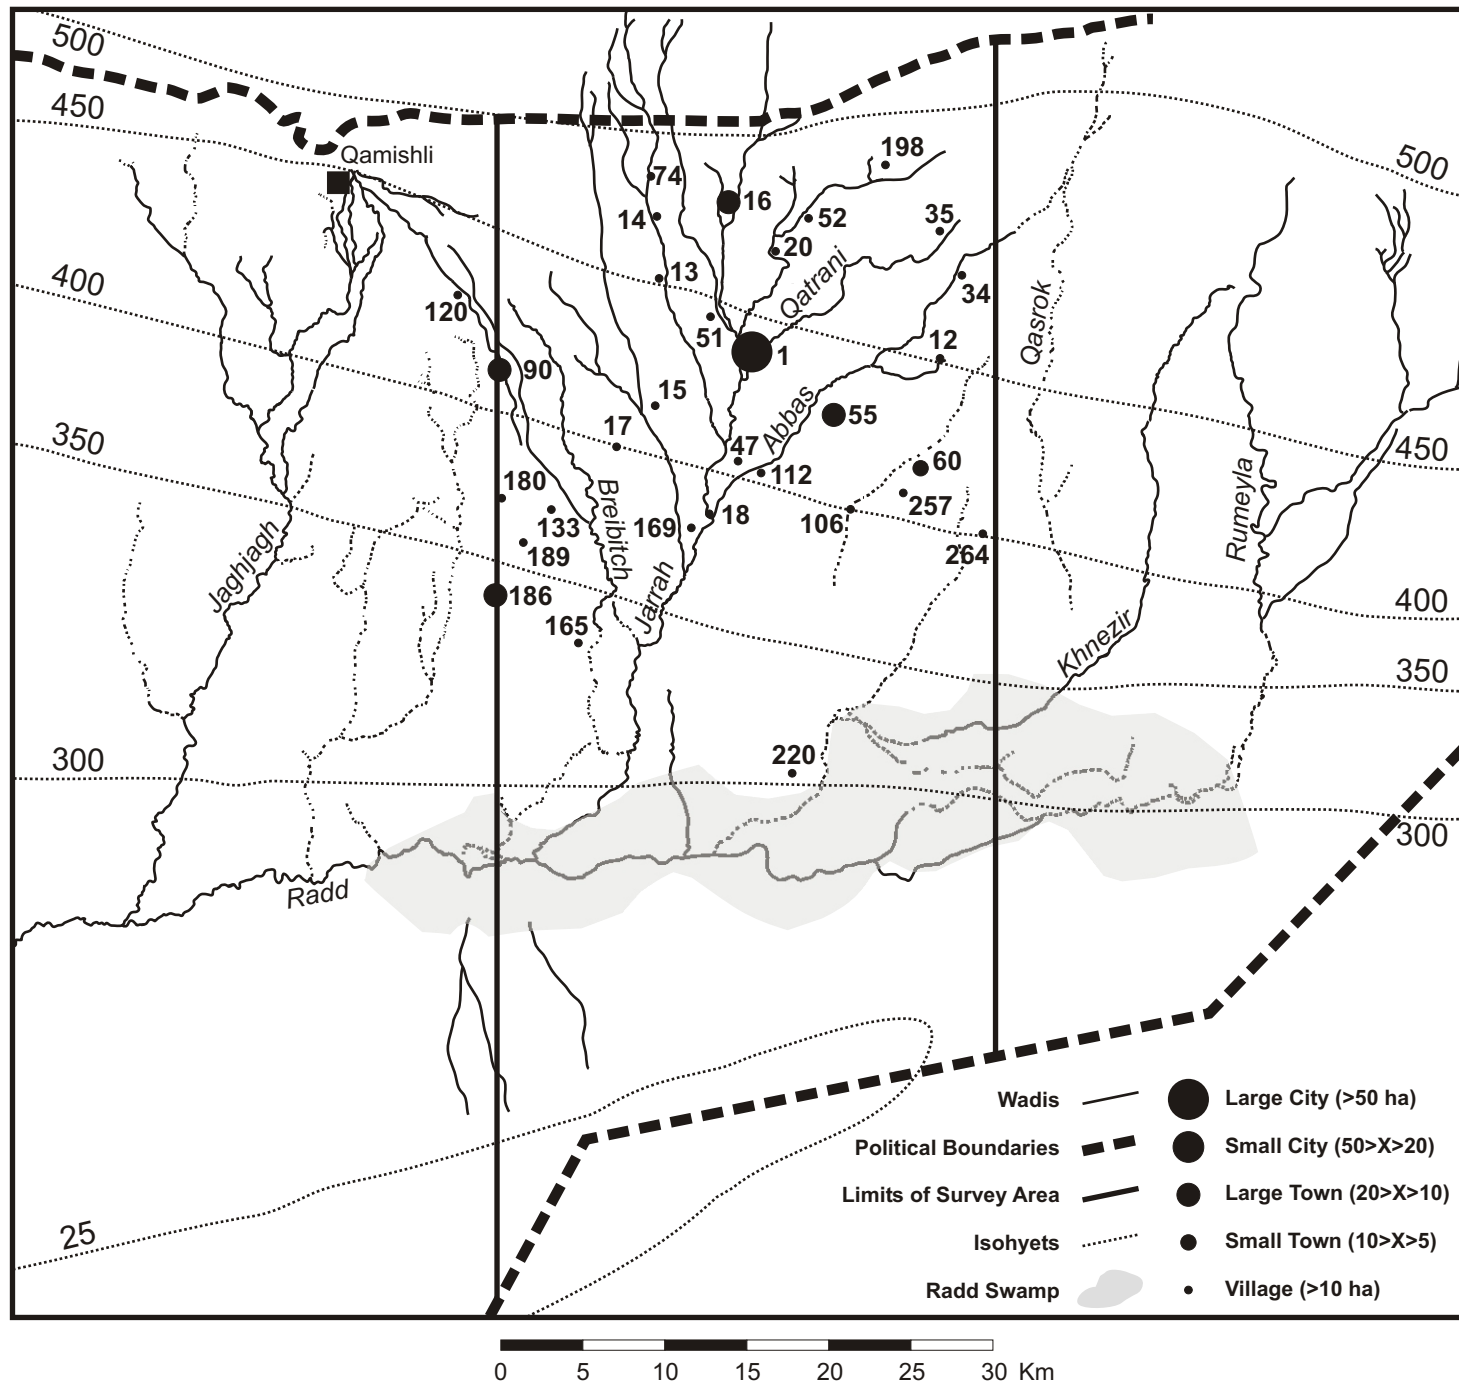 500
450
Qamishli
198
500
74
16
14
52
35
20
13
Qatrani
400
34
120
Qasrok
51
1
12
90
15
55
Abbas
17
350
47
60
450
112
180
257
Breibitch
106
133
18
169
264
Rumeyla
189
Jaghjagh
186
Jarrah
400
165
Khnezir
350
300
220
300
Radd
Wadis
Large City (>50 ha)
Political Boundaries
Small City (50>X>20)
Limits of Survey Area
Large Town (20>X>10)
25
Isohyets
Small Town (10>X>5)
Radd Swamp
Village (>10 ha)
0 5 10 15 20 25 30 Km